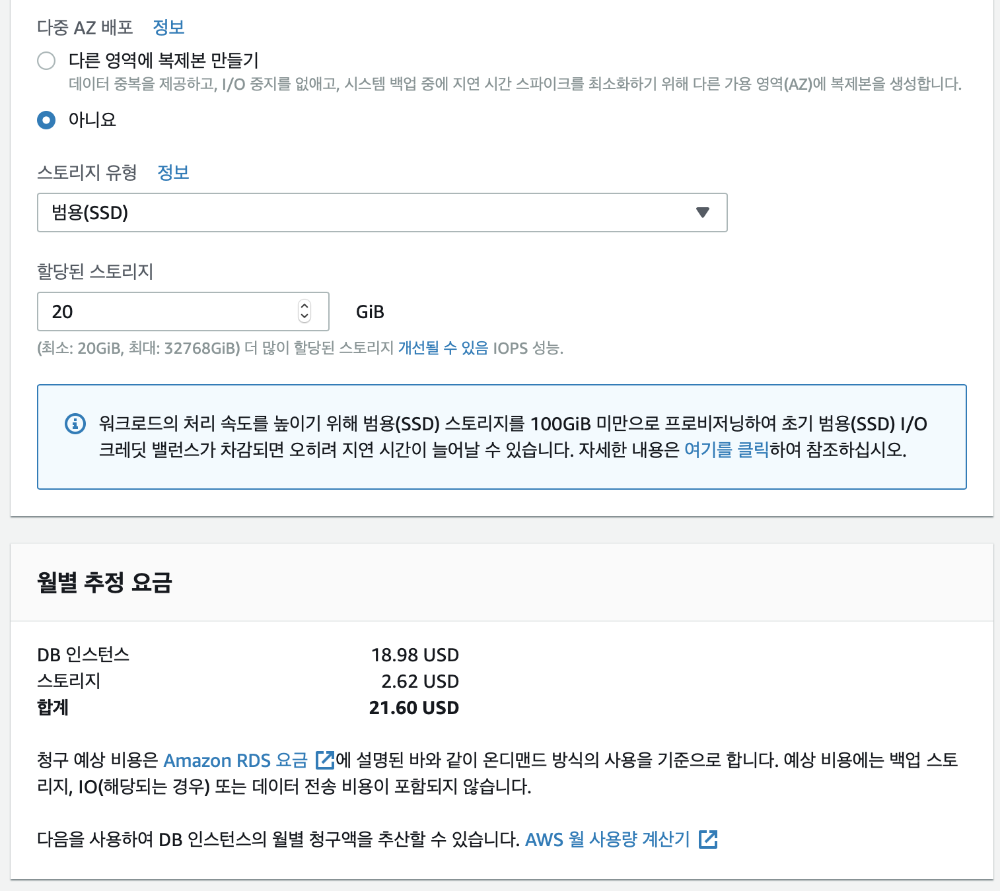 다중 AZ 배포 정보
다른 영역에 복제본 만들기
데이터 중복을 제공하고, I/O 중지를 없애고, 시스템 백업 중에 지연 시간 스파이크를 최소화하기 위해 다른 가용 영역(AZ)에 복제본을 생성합니다.
아니요
스토리지 유형 정보
범용(SSD)
할당된 스토리지
20 GiB
(최소: 20GiB, 최대: 32768GiB) 더 많이 할당된 스토리지 개선될 수 있음 IOPS 성능.
워크로드의 처리 속도를 높이기 위해 범용(SSD) 스토리지를 100GiB 미만으로 프로비저닝하여 초기 범용(SSD) I/O
크레딧 밸런스가 차감되면 오히려 지연 시간이 늘어날 수 있습니다. 자세한 내용은 여기를 클릭하여 참조하십시오.
월별 추정 요금
DB 인스턴스 18.98 USD
스토리지 2.62 USD
합계 21.60 USD
청구 예상 비용은 Amazon RDS 요금 에 설명된 바와 같이 온디맨드 방식의 사용을 기준으로 합니다. 예상 비용에는 백업 스토
리지, IO(해당되는 경우) 또는 데이터 전송 비용이 포함되지 않습니다.
다음을 사용하여 DB 인스턴스의 월별 청구액을 추산할 수 있습니다. AWS 월 사용량 계산기